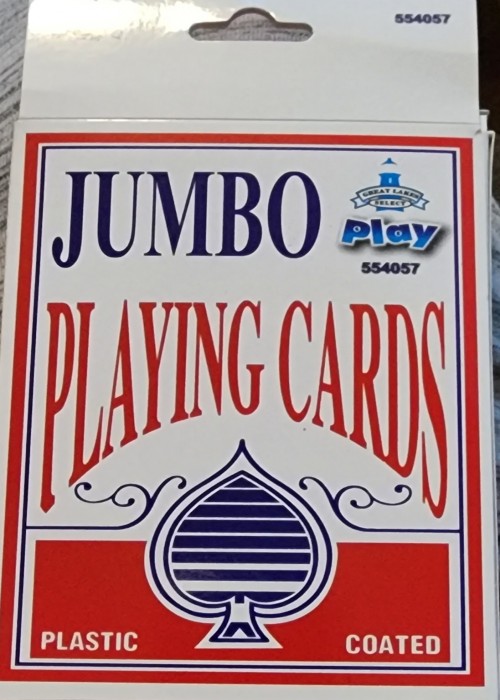 554057
JUMBO
GREAT LAKES
SELECT
Play
554057
PLAYING CARDS
PLASTIC
COATED